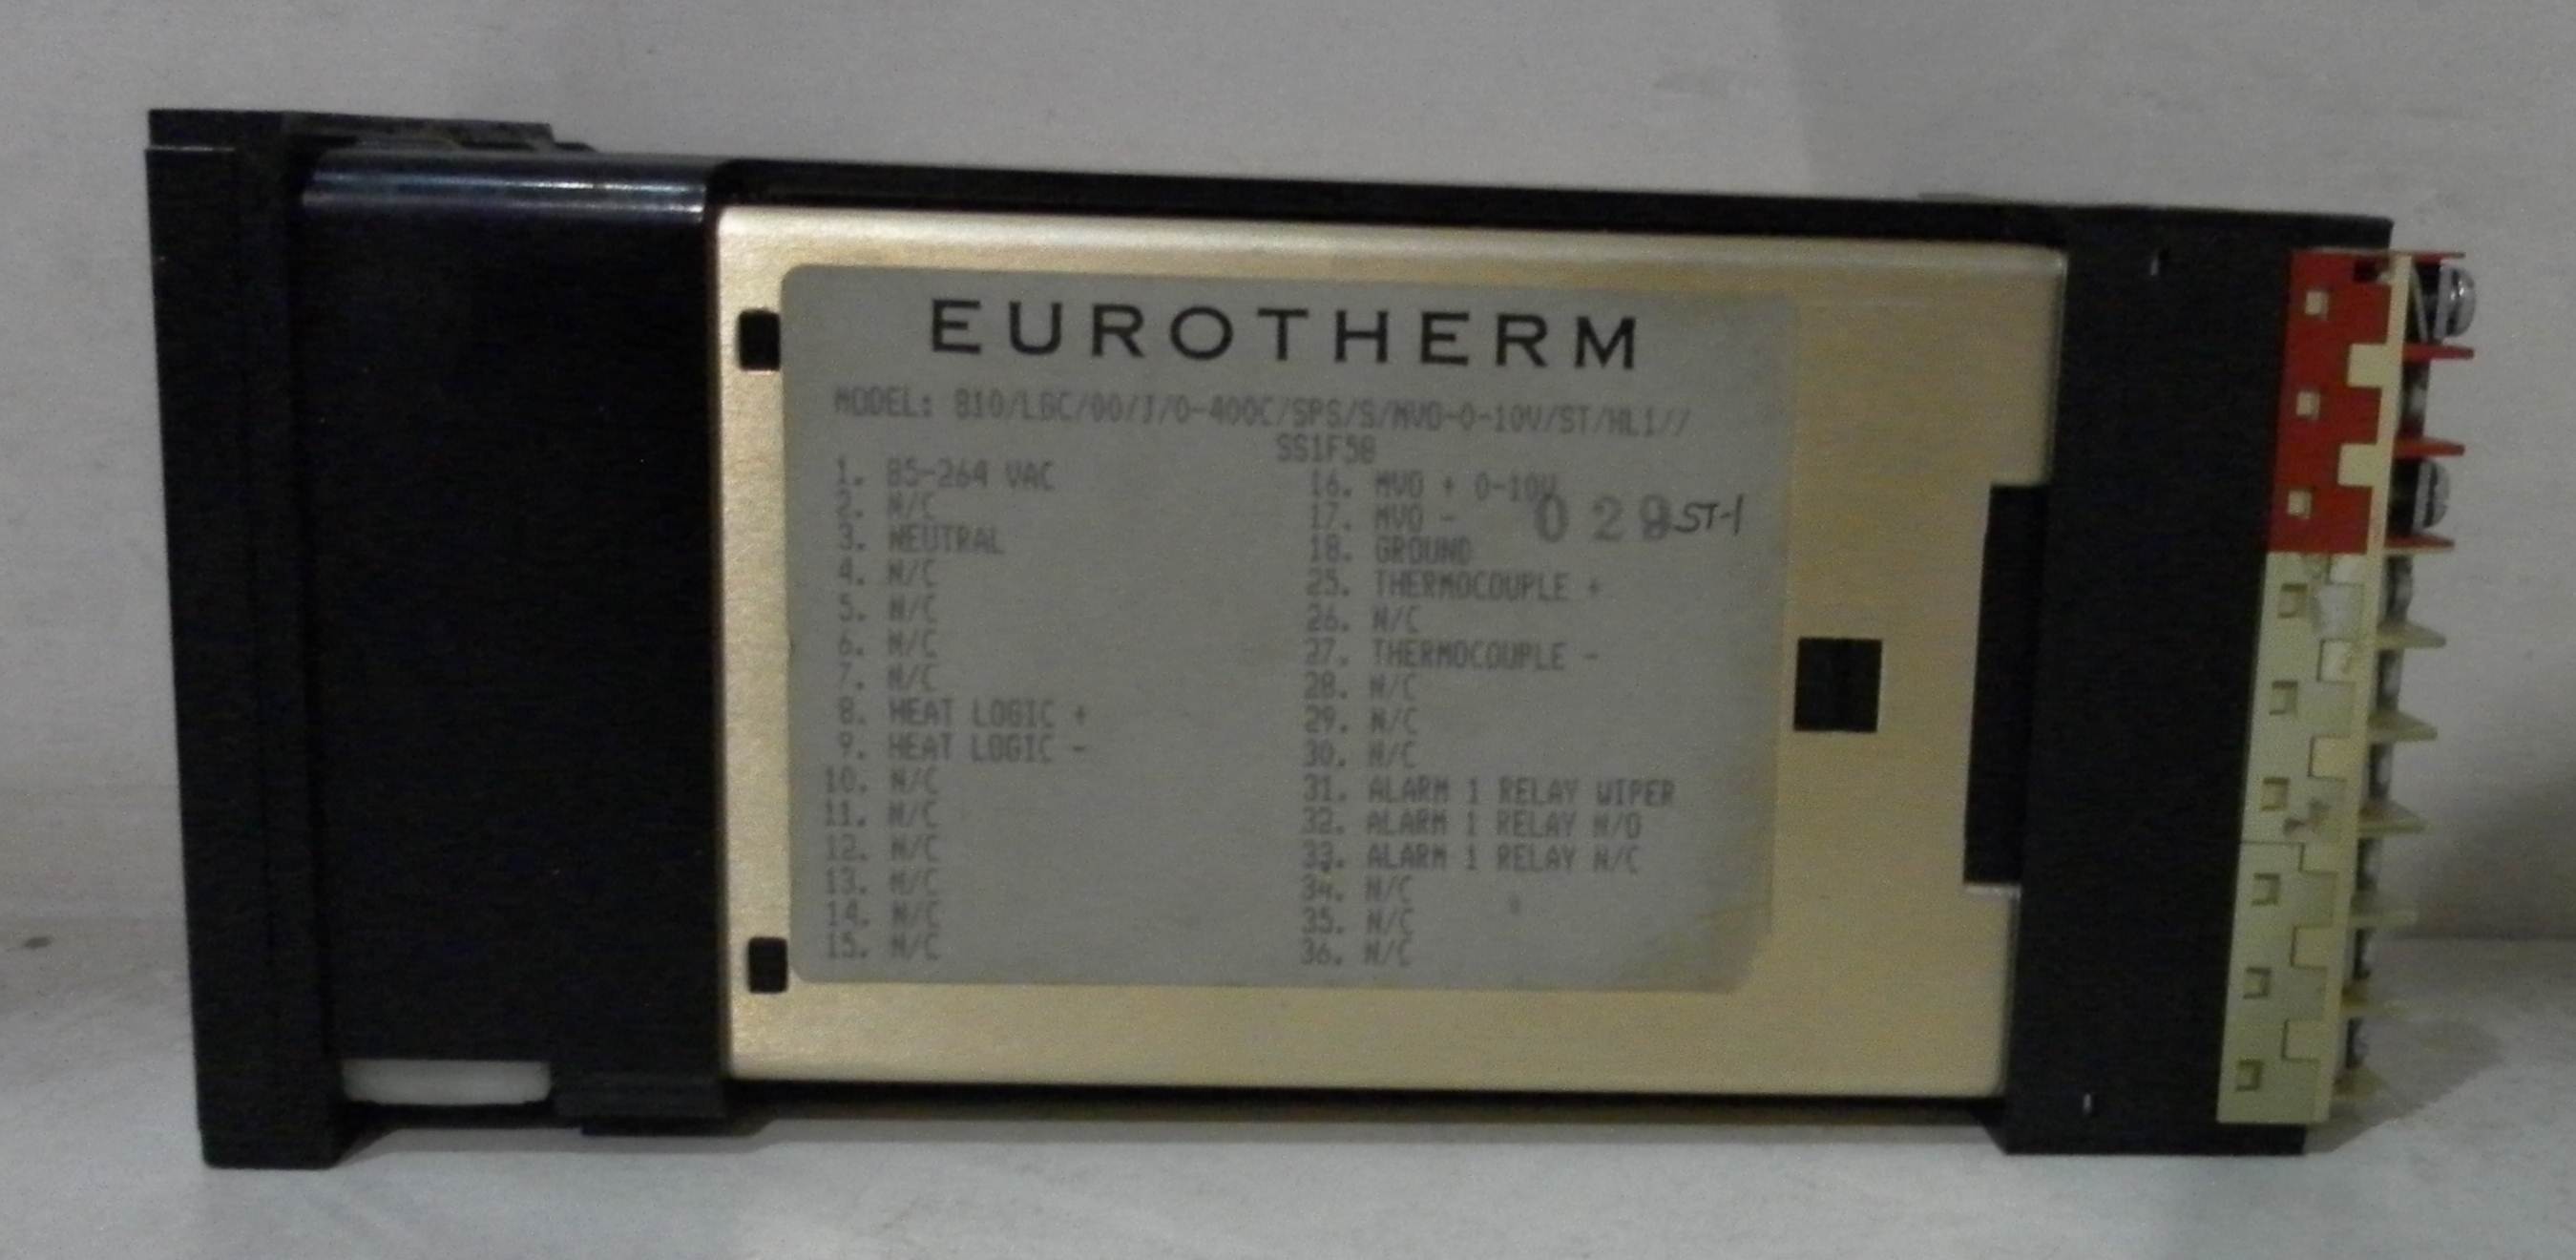 EUROTHERM
MODEL: 810/LGC/00/J/0-400C/SPS/S/MVO-0-10V/ST/HL1//
SS1F58
1. 85-264 VAC
2. N/C
3. NEUTRAL
4. N/C
5. N/C
6. N/C
7. N/C
8. HEAT LOGIC +
9. HEAT LOGIC -
10. N/C
11. N/C
12. N/C
13. N/C
14. N/C
15. N/C
16. MVO + 0-10V
17. MVO -
029 ST-1
18. GROUND
25. THERMOCOUPLE +
26. N/C
27. THERMOCOUPLE -
28. N/C
29. N/C
30. N/C
31. ALARM 1 RELAY WIPER
32. ALARM 1 RELAY N/O
33. ALARM 1 RELAY N/C
34. N/C
35. N/C
36. N/C